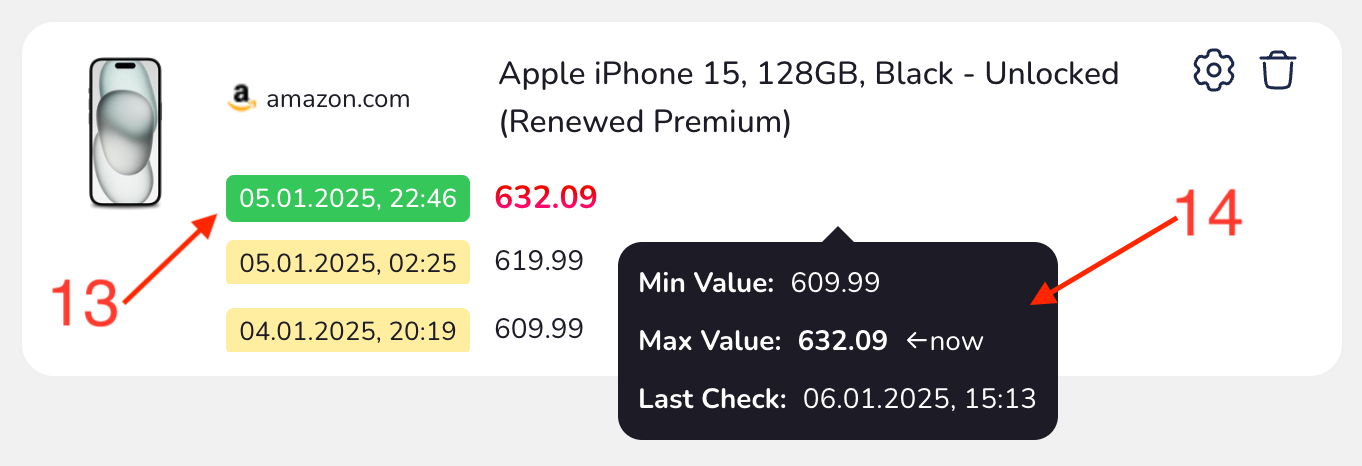 amazon.com
Apple iPhone 15, 128GB, Black - Unlocked
(Renewed Premium)
05.01.2025, 22:46 632.09
05.01.2025, 02:25 619.99
04.01.2025, 20:19 609.99
13
14
Min Value: 609.99
Max Value: 632.09 ←now
Last Check: 06.01.2025, 15:13